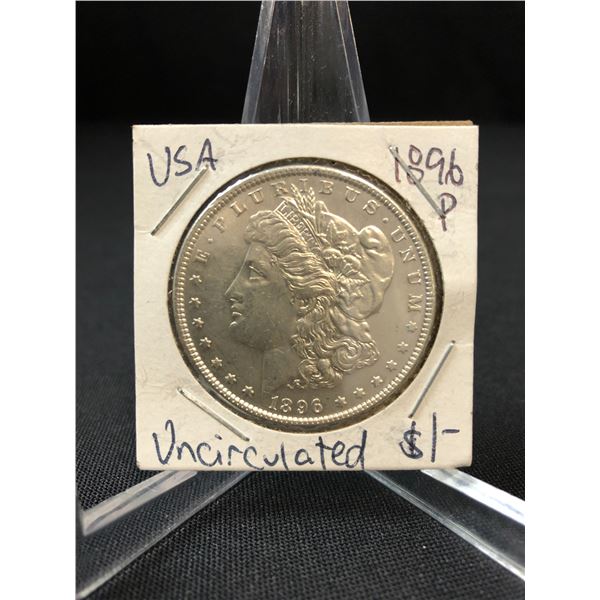 USA
1896
P
E·PLURIBUS·UNUM
LIBERTY
1896
Uncirculated $1-